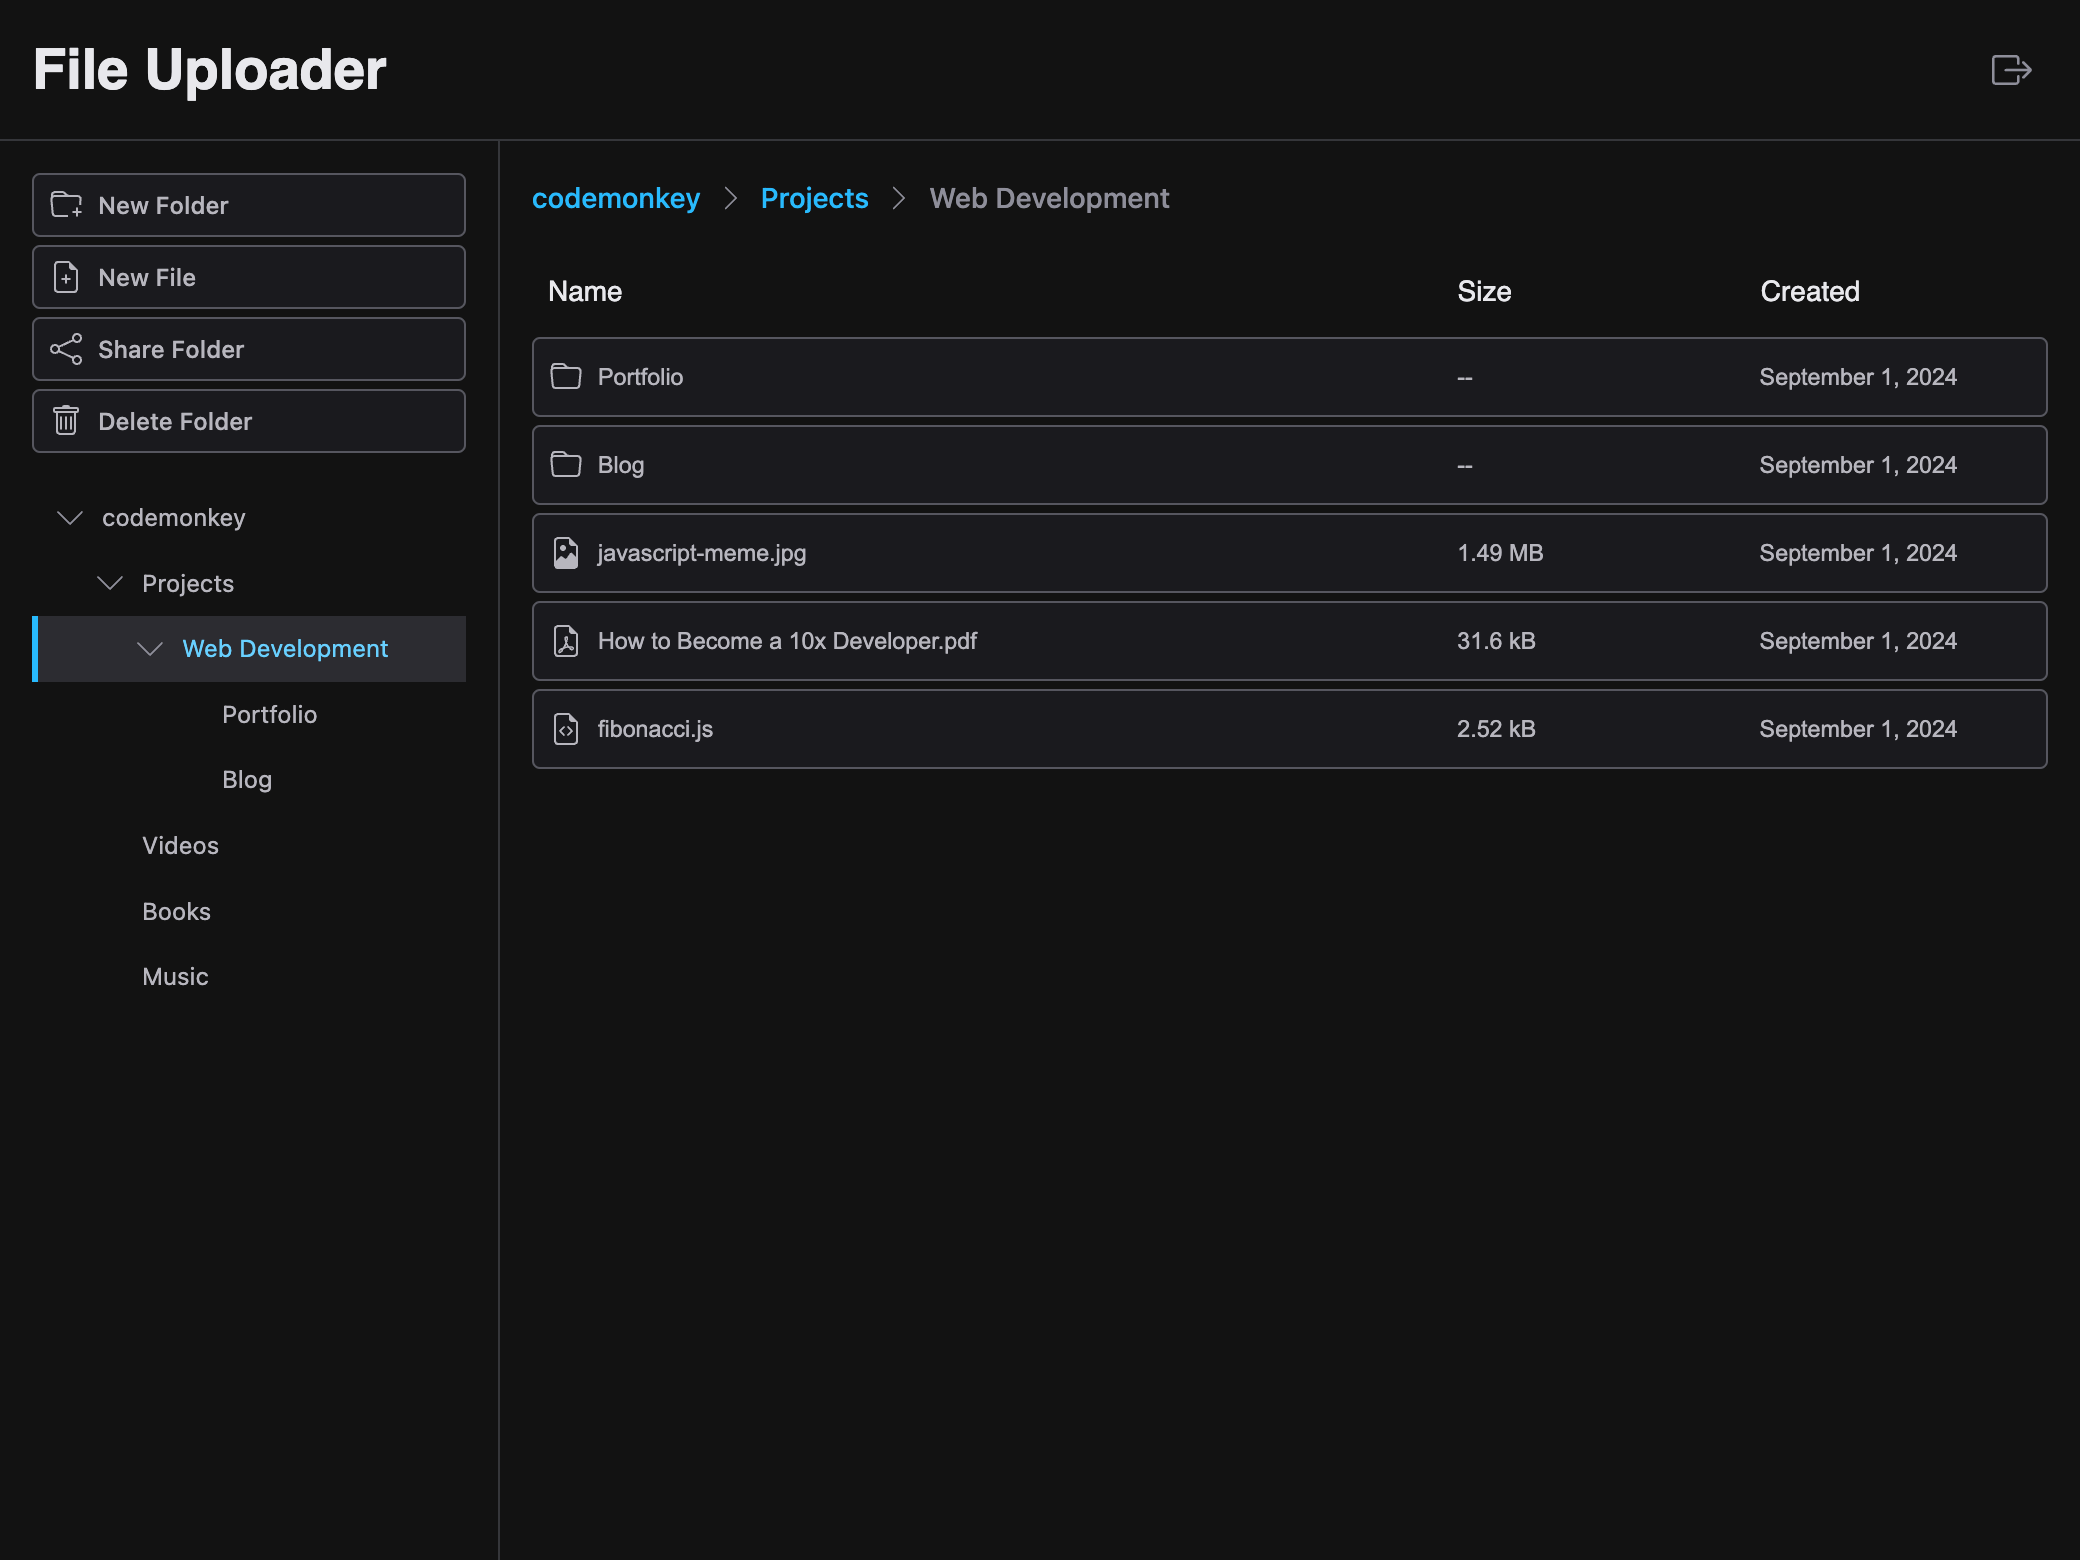 File Uploader
New Folder
New File
Share Folder
Delete Folder
codemonkey
Projects
Web Development
Portfolio
Blog
Videos
Books
Music
codemonkey Projects Web Development
Name Size Created
Portfolio -- September 1, 2024
Blog -- September 1, 2024
javascript-meme.jpg 1.49 MB September 1, 2024
How to Become a 10x Developer.pdf 31.6 kB September 1, 2024
fibonacci.js 2.52 kB September 1, 2024